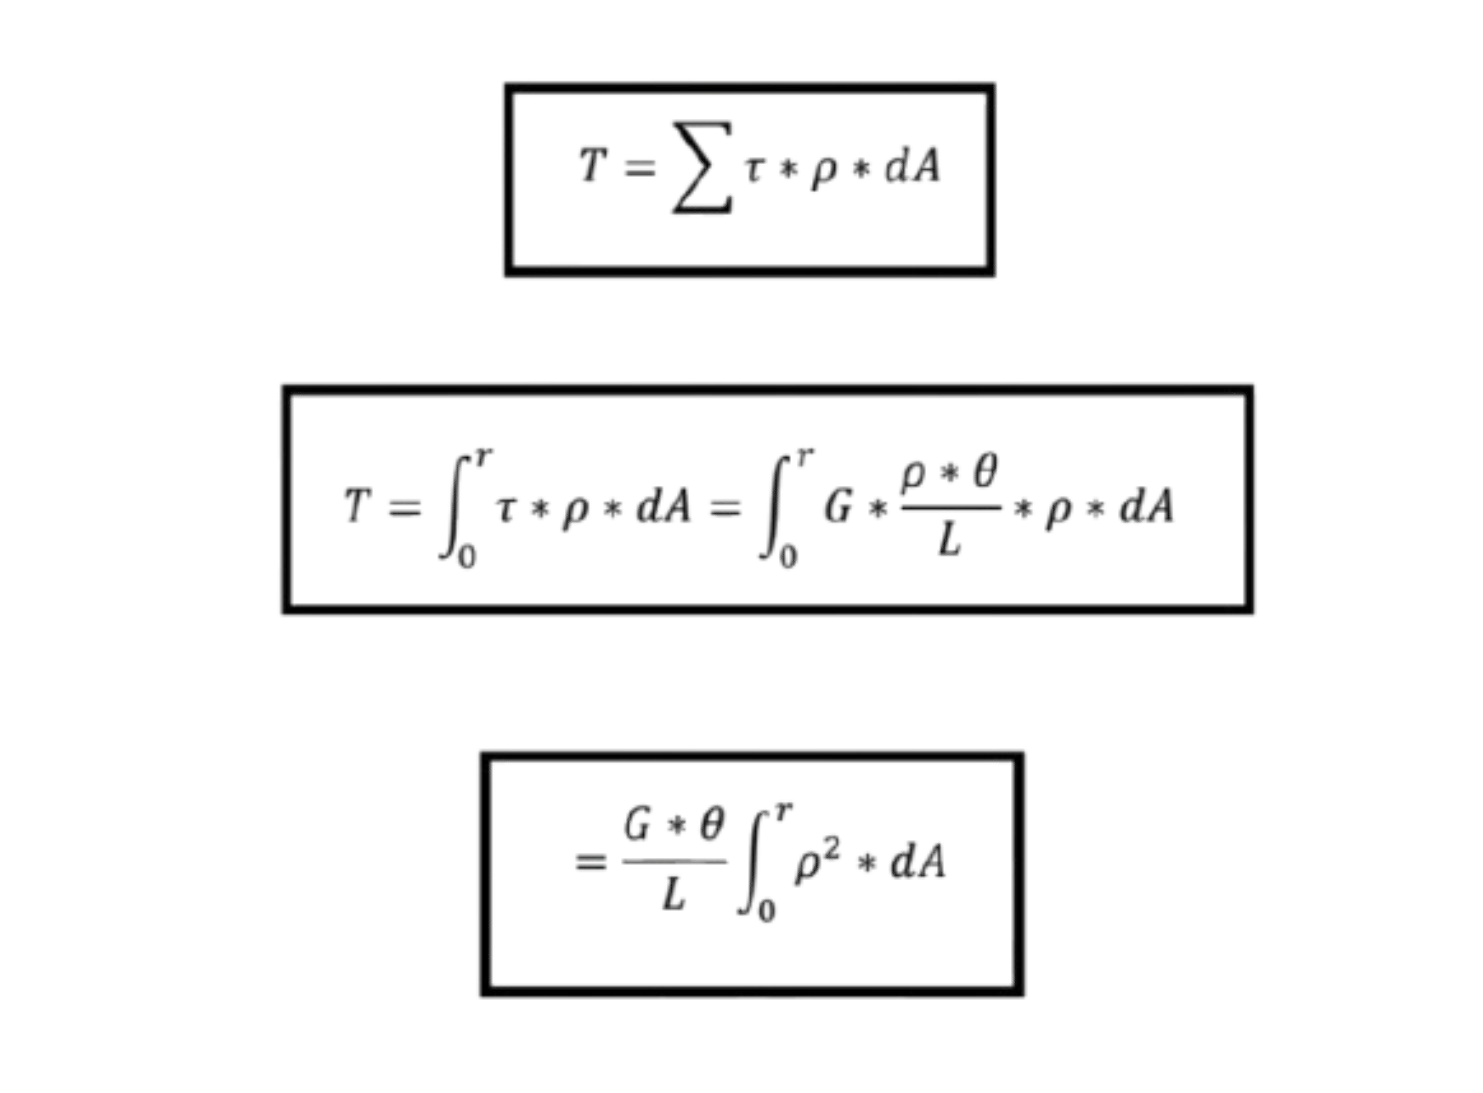 T = ∑ τ * ρ * dA
T = ∫₀ʳ τ * ρ * dA = ∫₀ʳ G * (ρ * θ)/L * ρ * dA
= (G * θ)/L ∫₀ʳ ρ² * dA